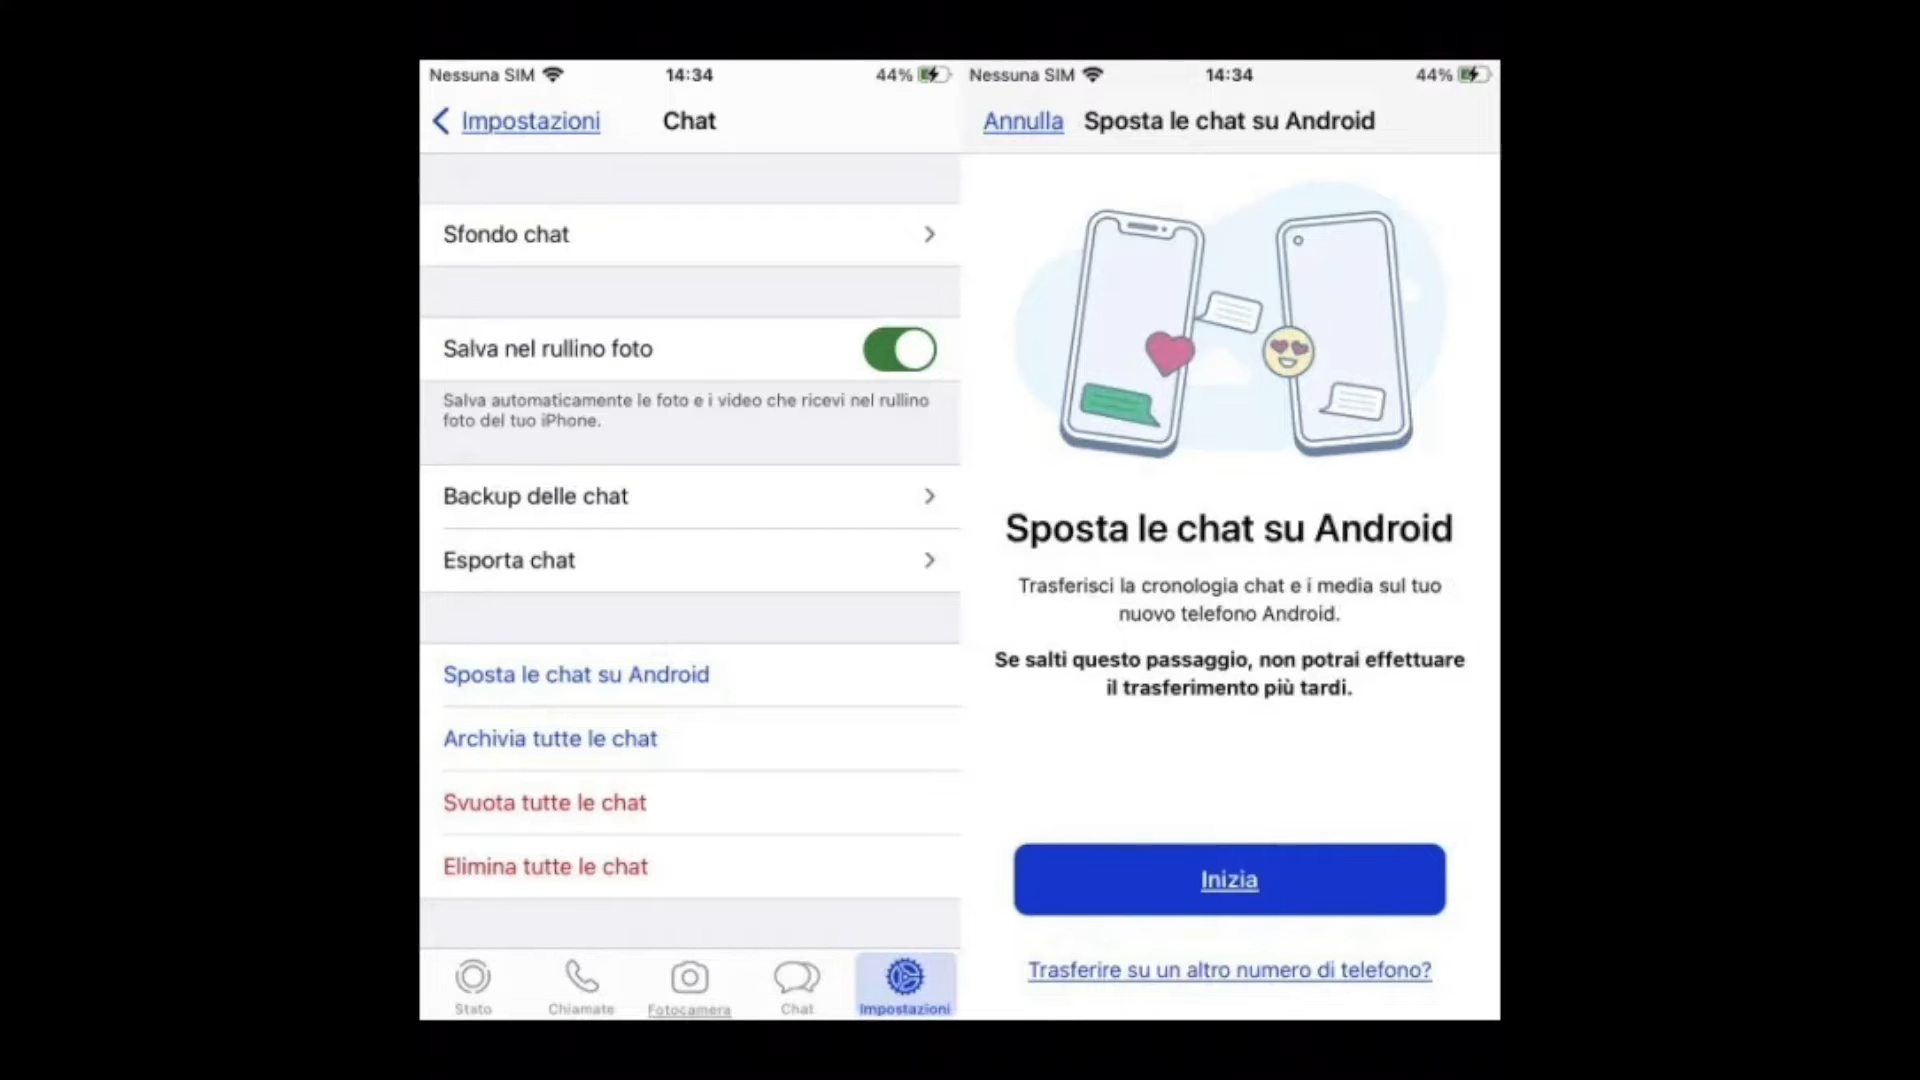 Nessuna SIM 14:34 44%
Impostazioni Chat
Sfondo chat
Salva nel rullino foto
Salva automaticamente le foto e i video che ricevi nel rullino
foto del tuo iPhone.
Backup delle chat
Esporta chat
Sposta le chat su Android
Archivia tutte le chat
Svuota tutte le chat
Elimina tutte le chat
Stato Chiamate Fotocamera Chat Impostazioni
Nessuna SIM 14:34 44%
Annulla Sposta le chat su Android
Sposta le chat su Android
Trasferisci la cronologia chat e i media sul tuo
nuovo telefono Android.
Se salti questo passaggio, non potrai effettuare
il trasferimento più tardi.
Inizia
Trasferire su un altro numero di telefono?